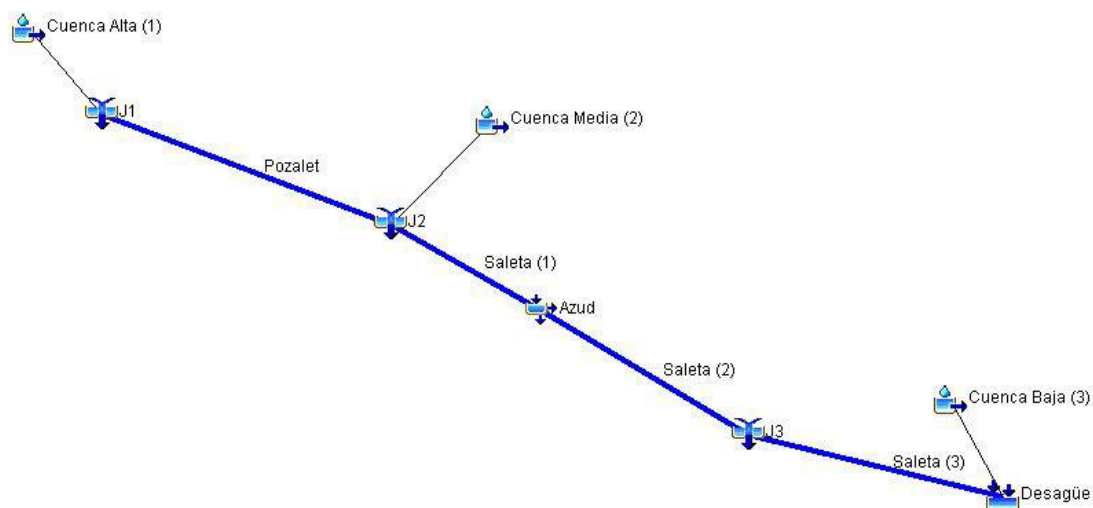 Cuenca Alta (1)
J1
Cuenca Media (2)
Pozalet
J2
Saleta (1)
Azud
Saleta (2)
Cuenca Baja (3)
J3
Saleta (3)
Desagüe